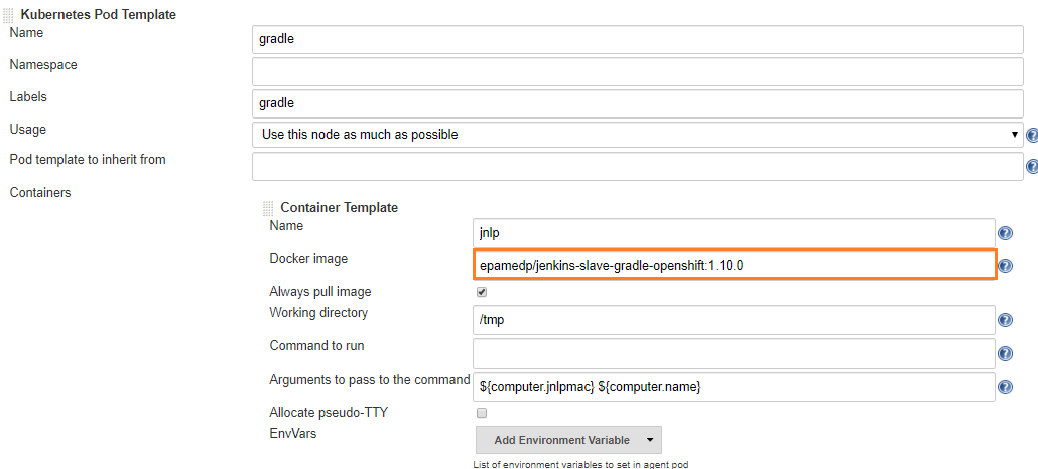 Kubernetes Pod Template
Name
gradle
Namespace
Labels
gradle
Usage
Use this node as much as possible
Pod template to inherit from
Containers
Container Template
Name
jnlp
Docker image
epamedp/jenkins-slave-gradle-openshift:1.10.0
Always pull image
Working directory
/tmp
Command to run
Arguments to pass to the command
${computer.jnlpmac} ${computer.name}
Allocate pseudo-TTY
EnvVars
Add Environment Variable
List of environment variables to set in agent pod